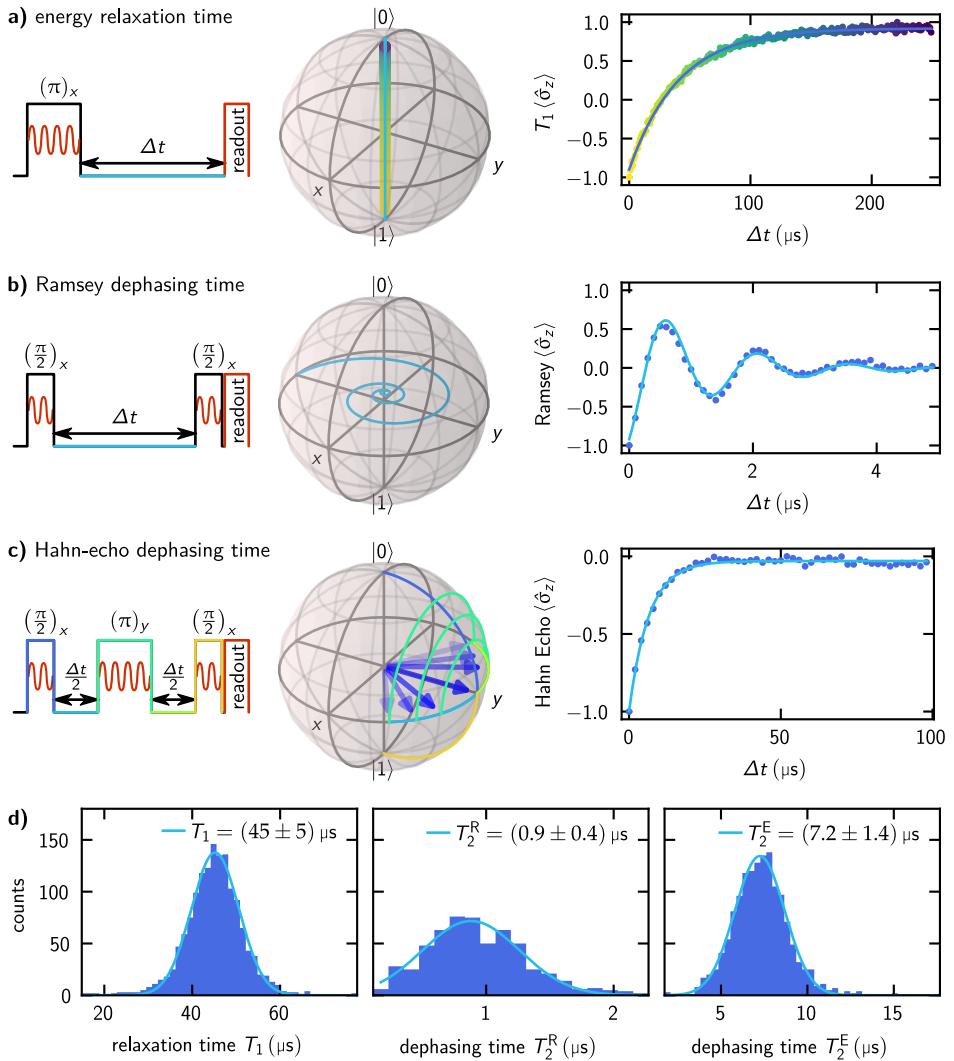 a) energy relaxation time
|0⟩
(π)ₓ
Δt
readout
x
y
|1⟩
T₁ ⟨σ̂_z⟩
1.0
0.5
0.0
−0.5
−1.0
0
100
200
Δt (μs)
b) Ramsey dephasing time
|0⟩
(π/2)ₓ
(π/2)ₓ
Δt
readout
x
y
|1⟩
Ramsey ⟨σ̂_z⟩
1.0
0.5
0.0
−0.5
−1.0
0
2
4
Δt (μs)
c) Hahn-echo dephasing time
|0⟩
(π/2)ₓ
(π)_y
(π/2)ₓ
Δt/2
Δt/2
readout
x
y
|1⟩
Hahn Echo ⟨σ̂_z⟩
0.0
−0.5
−1.0
0
50
100
Δt (μs)
d)
counts
150
100
50
0
T₁ = (45 ± 5) μs
20
40
60
relaxation time T₁ (μs)
T₂ᴿ = (0.9 ± 0.4) μs
1
2
dephasing time T₂ᴿ (μs)
T₂ᴱ = (7.2 ± 1.4) μs
5
10
15
dephasing time T₂ᴱ (μs)